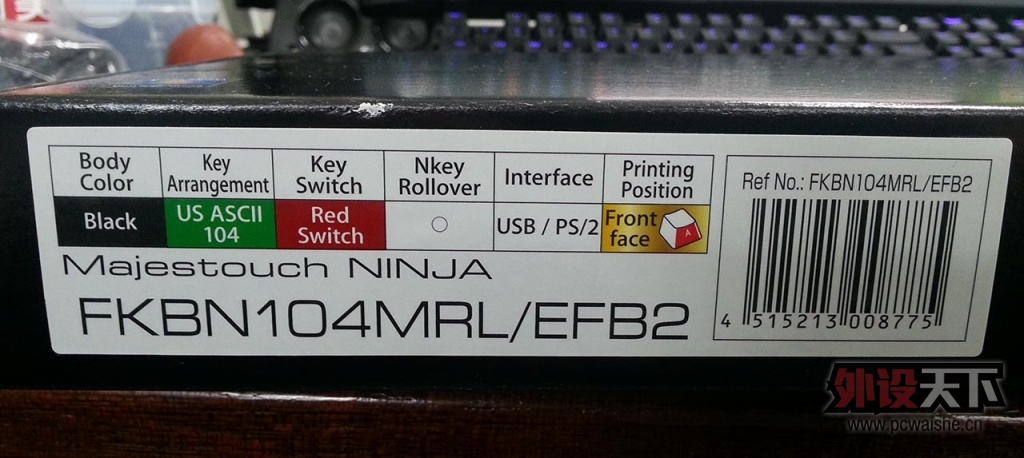 Body Color
Key Arrangement
Key Switch
Nkey Rollover
Interface
Printing Position
Black
US ASCII 104
Red Switch
○
USB / PS/2
Front face
A
Majestouch NINJA
FKBN104MRL/EFB2
Ref No.: FKBN104MRL/EFB2
4 515213 008775
外设天下
www.pcwaishe.cn